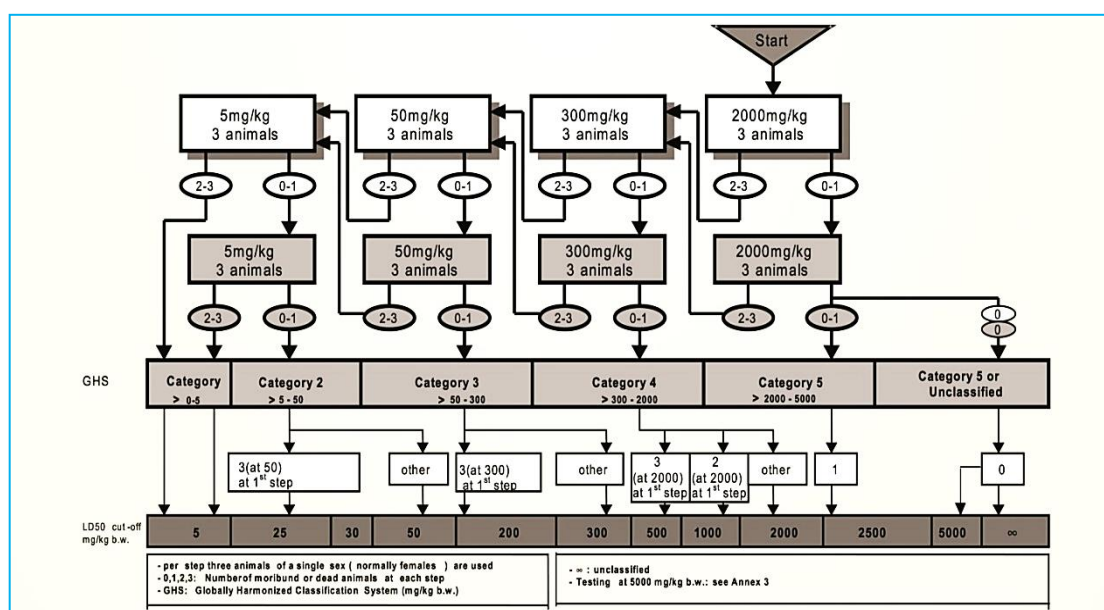 Start
5mg/kg
3 animals
50mg/kg
3 animals
300mg/kg
3 animals
2000mg/kg
3 animals
2-3
0-1
2-3
0-1
2-3
0-1
2-3
0-1
5mg/kg
3 animals
50mg/kg
3 animals
300mg/kg
3 animals
2000mg/kg
3 animals
2-3
0-1
2-3
0-1
2-3
0-1
2-3
0-1
0
0
GHS
Category
> 0-5
Category 2
>5 - 50
Category 3
> 50 - 300
Category 4
>300 - 2000
Category 5
> 2000 - 5000
Category 5 or
Unclassified
3(at 50)
at 1st step
other
3(at 300)
at 1st step
other
3
(at 2000)
at 1st step
2
(at 2000)
at 1st step
other
1
0
LD50 cut-off
mg/kg b.w.
5
25
30
50
200
300
500
1000
2000
2500
5000
∞
- per step three animals of a single sex ( normally females ) are used
- 0,1,2,3: Numberof moribund or dead animals at each step
- GHS: Globally Harmonized Classification System (mg/kg b.w.)
- ∞ : unclassified
- Testing at 5000 mg/kg b.w.: see Annex 3